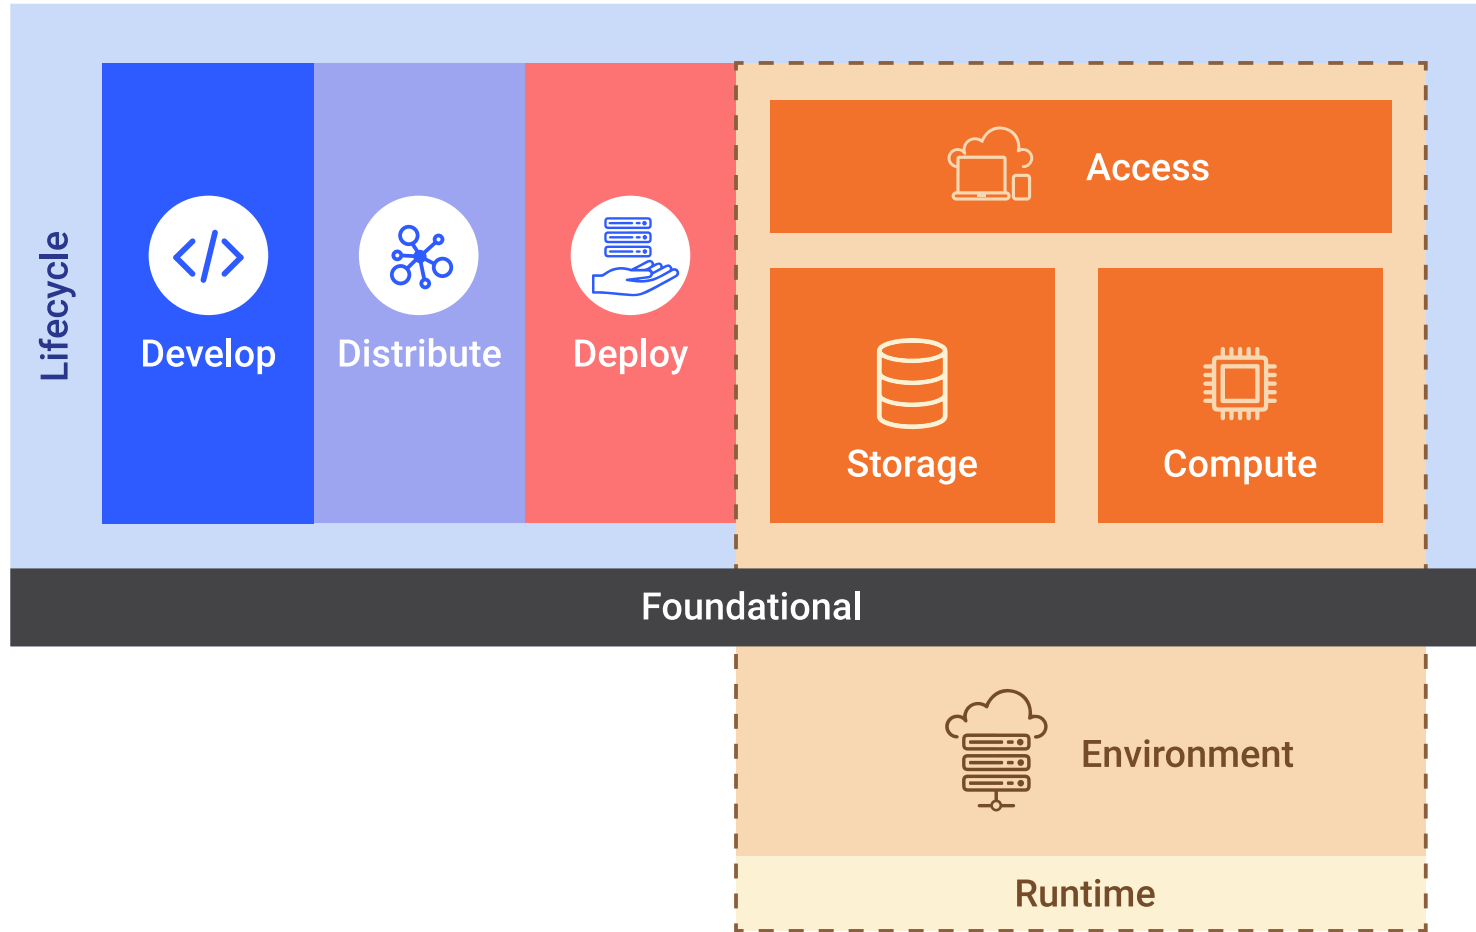 Lifecycle
Develop
Distribute
Deploy
Access
Storage
Compute
Foundational
Environment
Runtime